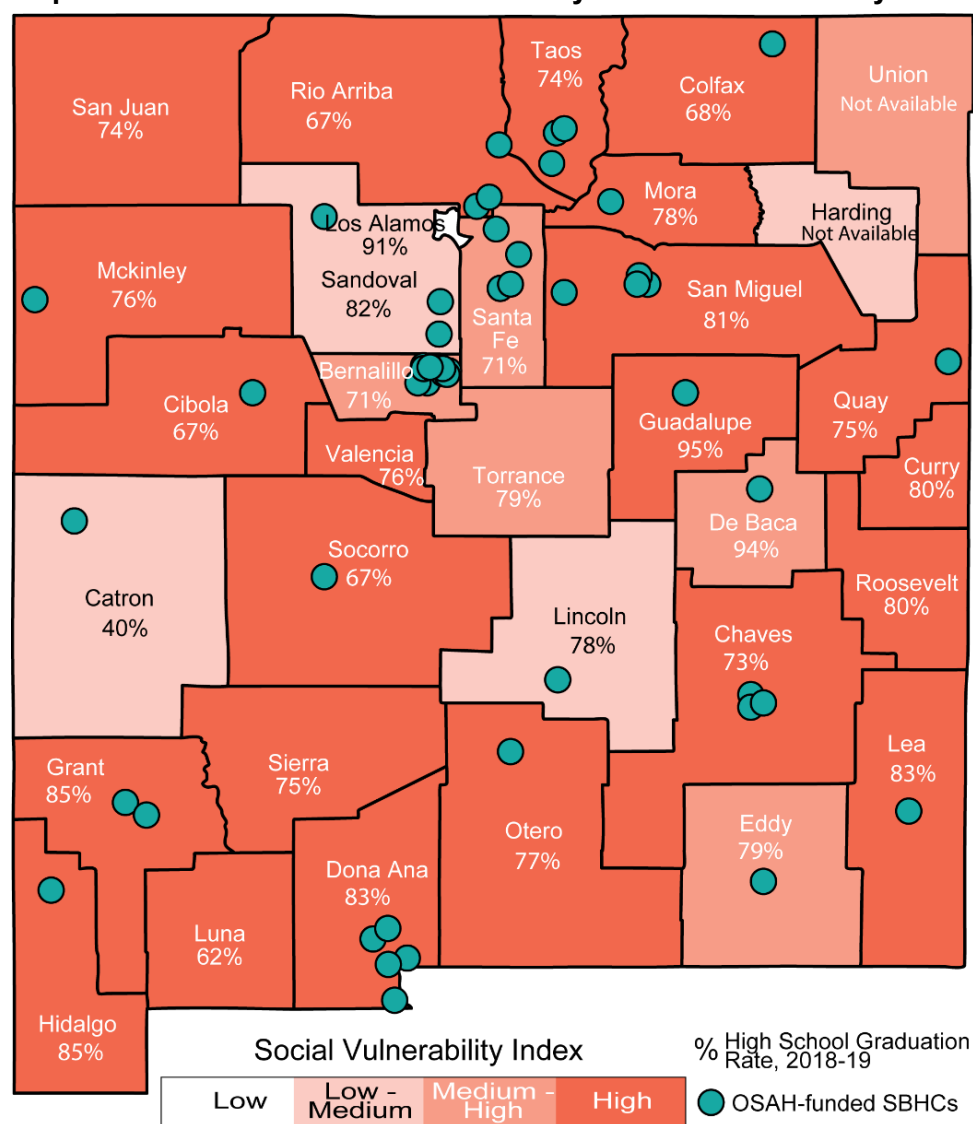 Taos
74%
Colfax
68%
Union
Not Available
San Juan
74%
Rio Arriba
67%
Mora
78%
Harding
Not Available
Los Alamos
91%
Mckinley
76%
Sandoval
82%
San Miguel
81%
Santa
Fe
71%
Bernalillo
71%
Cibola
67%
Guadalupe
95%
Quay
75%
Valencia
76%
Torrance
79%
Curry
80%
De Baca
94%
Socorro
67%
Roosevelt
80%
Catron
40%
Lincoln
78%
Chaves
73%
Grant
85%
Sierra
75%
Lea
83%
Otero
77%
Eddy
79%
Dona Ana
83%
Luna
62%
Hidalgo
85%
Social Vulnerability Index
Low
Low -
Medium
Medium -
High
High
% High School Graduation
Rate, 2018-19
OSAH-funded SBHCs